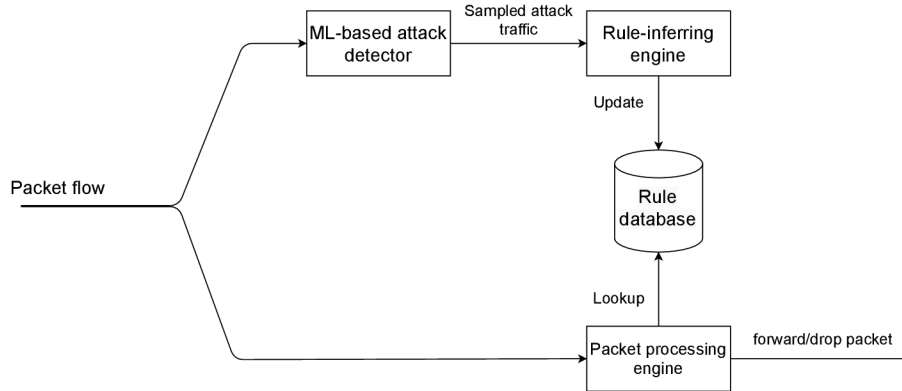 Sampled attack
traffic
ML-based attack
detector
Rule-inferring
engine
Update
Packet flow
Rule
database
Lookup
Packet processing
engine
forward/drop packet